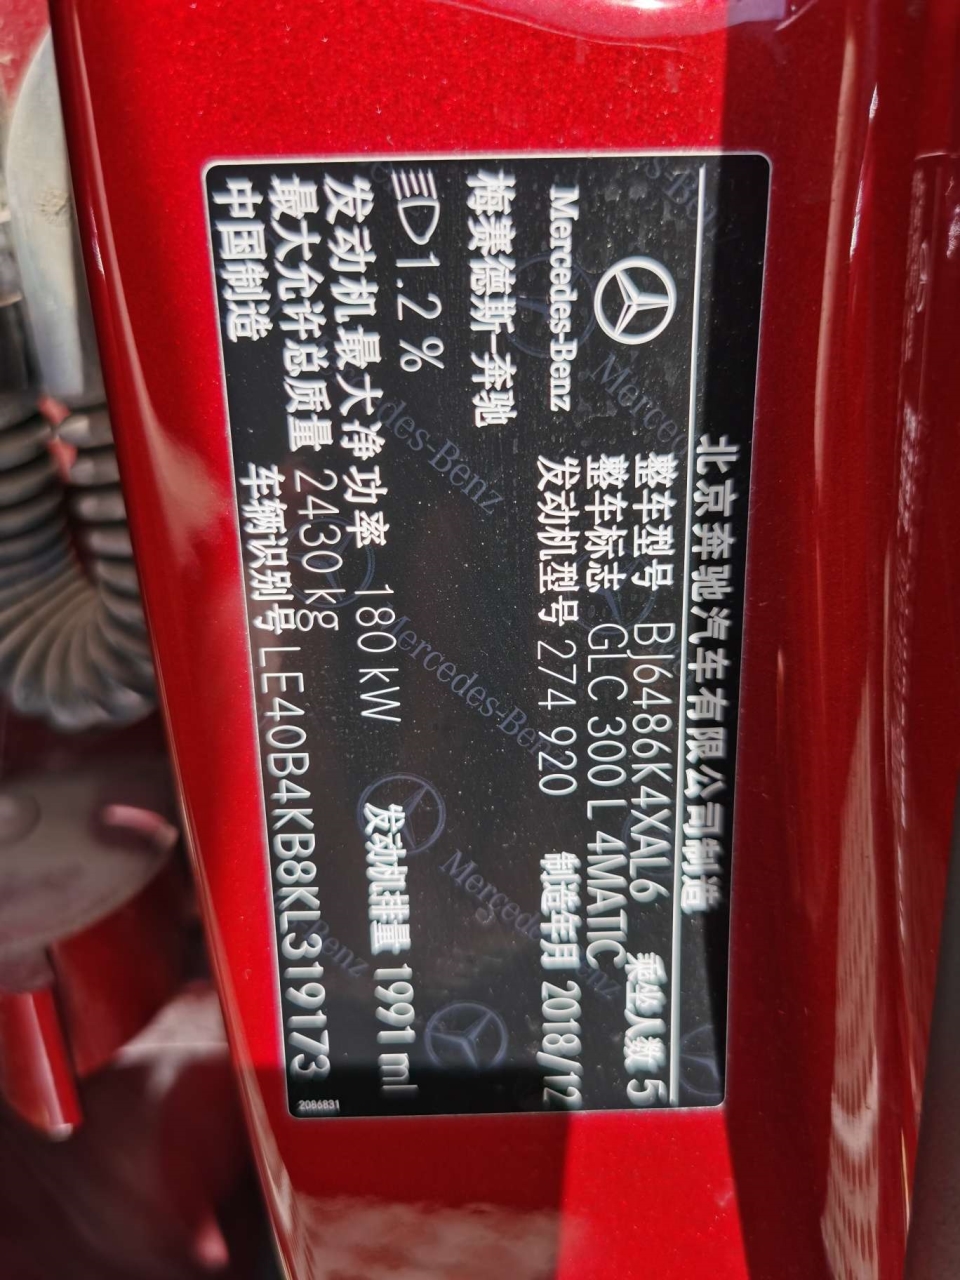 北京奔驰汽车有限公司制造
Mercedes-Benz
梅赛德斯-奔驰
整车型号 BJ6486K4XAL6 乘坐人数 5
整车标志 GLC 300 L 4MATIC
发动机型号 274 920 制造年月 2018/12
1.2%
发动机最大净功率 180kW 发动机排量 1991 ml
最大允许总质量 2430kg
中国制造 车辆识别号 LE40B4KB8KL319173
2086831